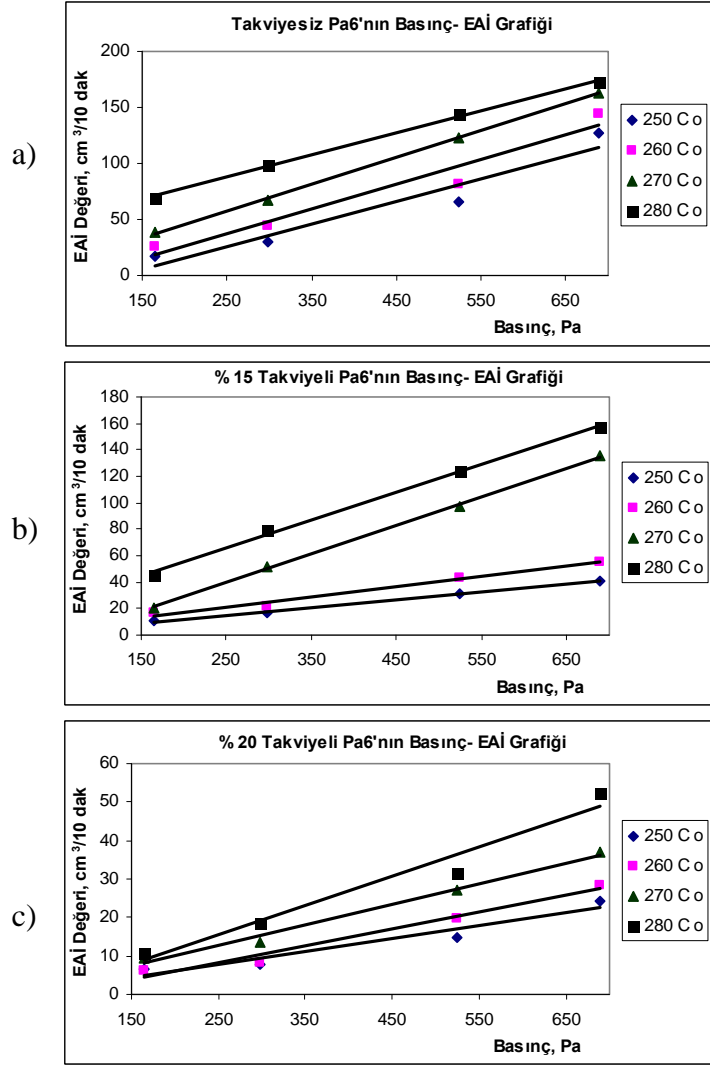 a)
Takviyesiz Pa6'nın Basınç- EAİ Grafiği
EAİ Değeri, cm³/10 dak
200
150
100
50
0
150 250 350 450 550 650
Basınç, Pa
250 C o
260 C o
270 C o
280 C o
b)
% 15 Takviyeli Pa6'nın Basınç- EAİ Grafiği
EAİ Değeri, cm³/10 dak
180
160
140
120
100
80
60
40
20
0
150 250 350 450 550 650
Basınç, Pa
250 C o
260 C o
270 C o
280 C o
c)
% 20 Takviyeli Pa6'nın Basınç- EAİ Grafiği
EAİ Değeri, cm³/10 dak
60
50
40
30
20
10
0
150 250 350 450 550 650
Basınç, Pa
250 C o
260 C o
270 C o
280 C o